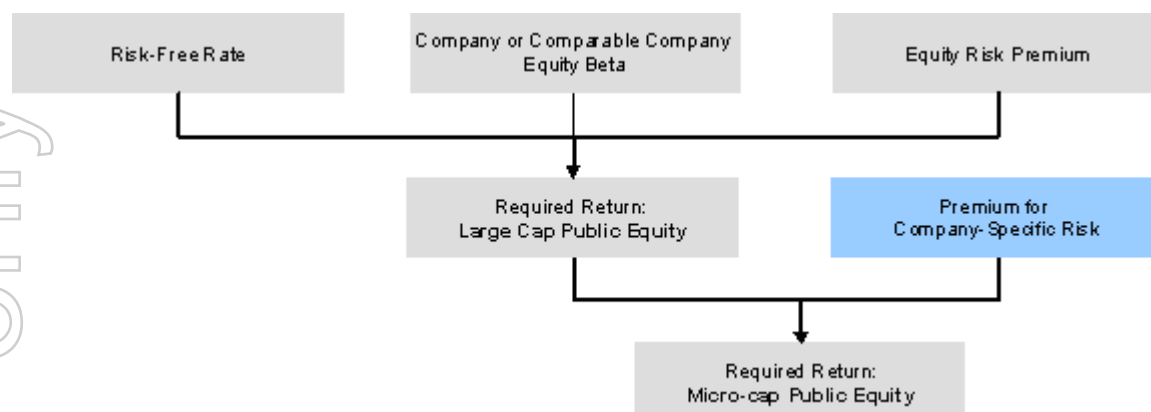 Risk-Free Rate
Company or Comparable Company
Equity Beta
Equity Risk Premium
Required Return:
Large Cap Public Equity
Premium for
Company-Specific Risk
Required Return:
Micro-cap Public Equity